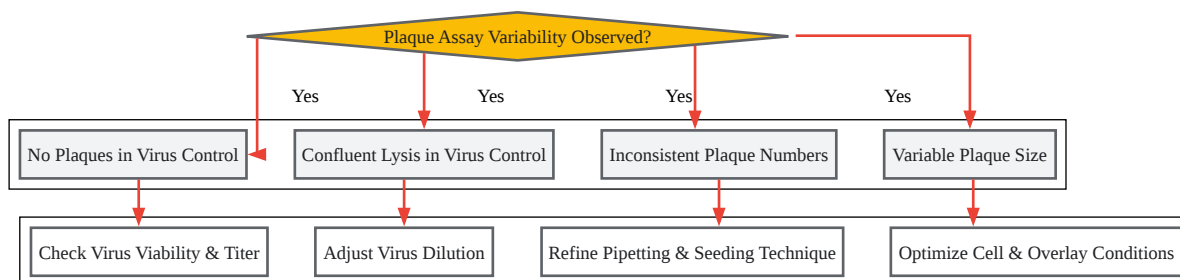 Plaque Assay Variability Observed?
Yes
Yes
Yes
Yes
No Plaques in Virus Control
Confluent Lysis in Virus Control
Inconsistent Plaque Numbers
Variable Plaque Size
Check Virus Viability & Titer
Adjust Virus Dilution
Refine Pipetting & Seeding Technique
Optimize Cell & Overlay Conditions